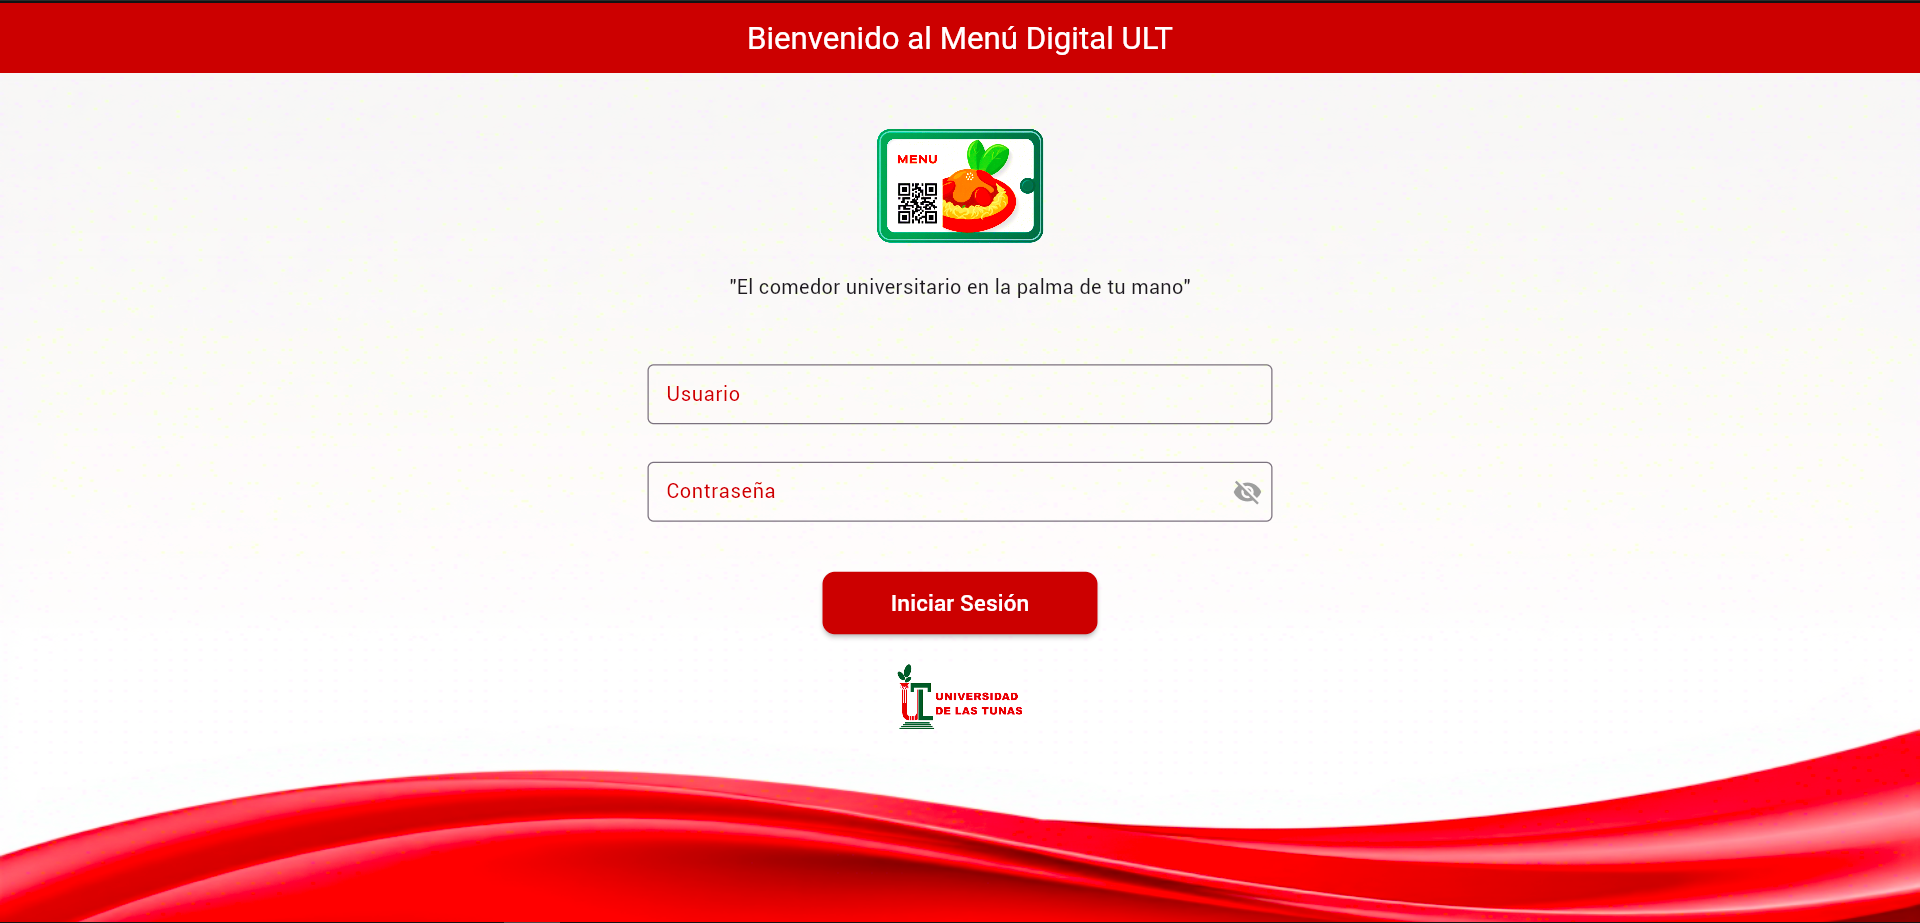 Bienvenido al Menú Digital ULT
MENU
"El comedor universitario en la palma de tu mano"
Usuario
Contraseña
Iniciar Sesión
UNIVERSIDAD
DE LAS TUNAS